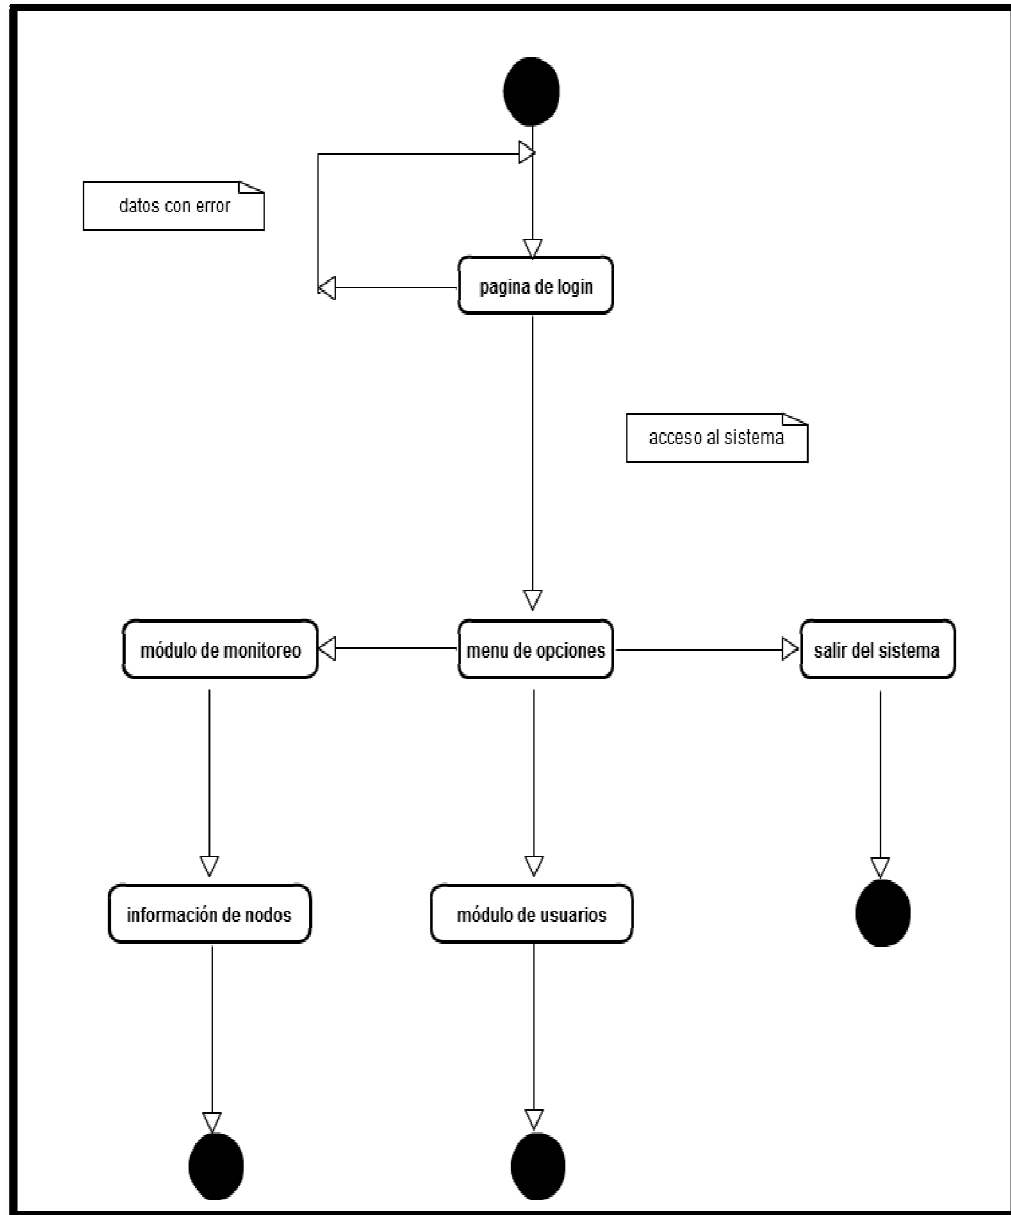 datos con error
pagina de login
acceso al sistema
módulo de monitoreo
menu de opciones
salir del sistema
información de nodos
módulo de usuarios